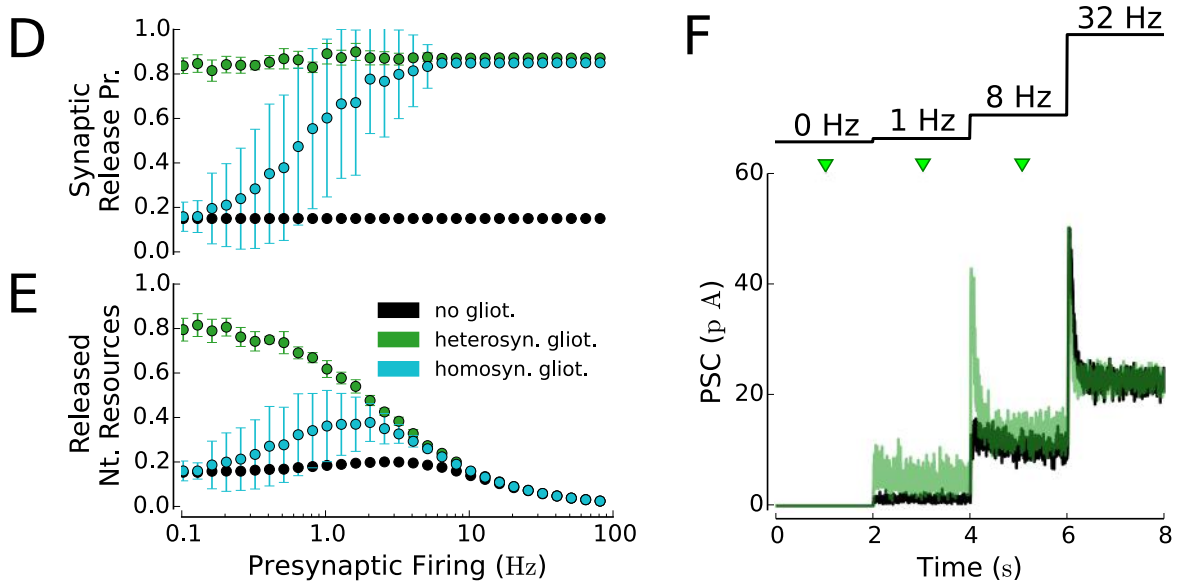 D
Synaptic
Release Pr.
1.0
0.8
0.6
0.4
0.2
0.0
E
Released
Nt. Resources
1.0
0.8
0.6
0.4
0.2
0.0
no gliot.
heterosyn. gliot.
homosyn. gliot.
0.1 1.0 10 100
Presynaptic Firing (Hz)
F
0 Hz 1 Hz 8 Hz 32 Hz
PSC (p A)
60
40
20
0
0 2 4 6 8
Time (s)